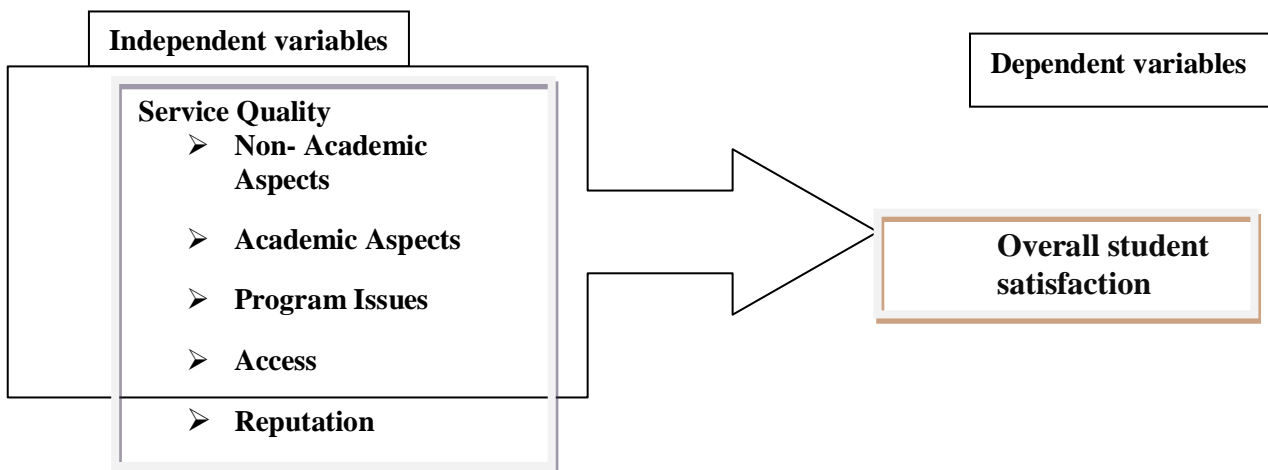 Independent variables
Dependent variables
Service Quality
➢ Non- Academic
Aspects
➢ Academic Aspects
➢ Program Issues
➢ Access
➢ Reputation
Overall student
satisfaction